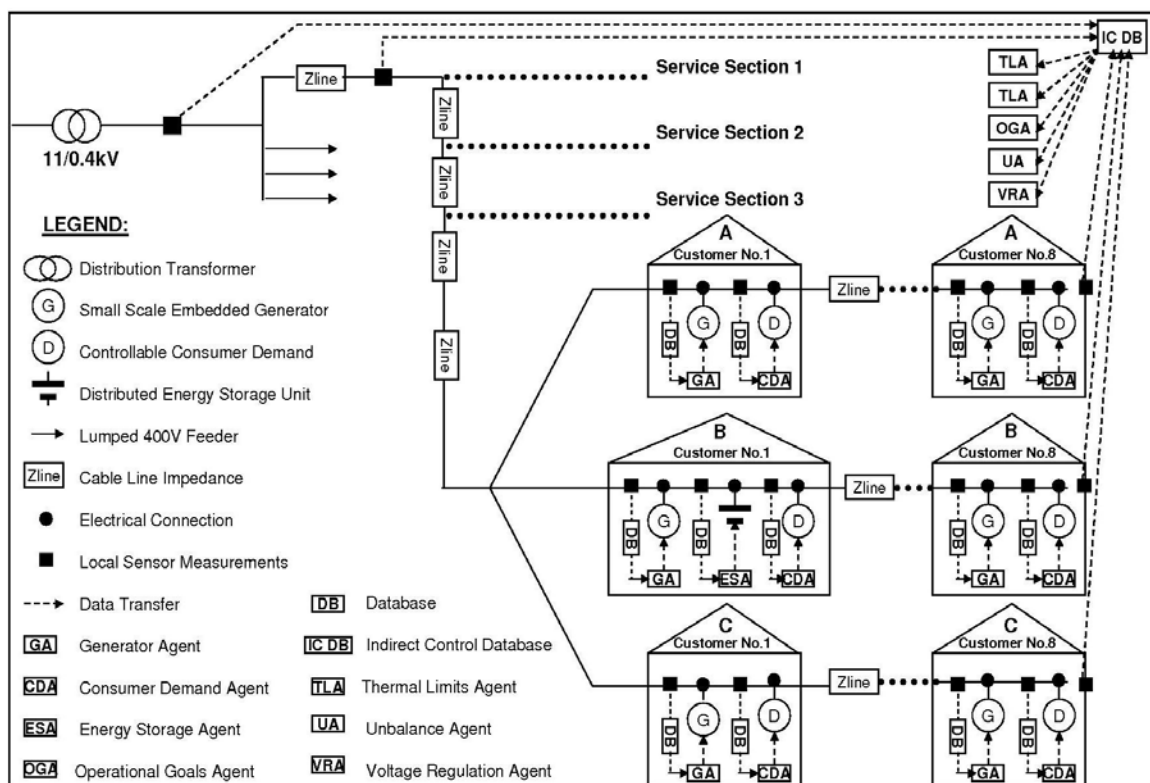 IC DB
TLA
TLA
OGA
UA
VRA
Zline
Service Section 1
Zline
Service Section 2
11/0.4kV
Zline
Service Section 3
Zline
Zline
LEGEND:
Distribution Transformer
G Small Scale Embedded Generator
D Controllable Consumer Demand
Distributed Energy Storage Unit
Lumped 400V Feeder
Zline Cable Line Impedance
Electrical Connection
Local Sensor Measurements
Data Transfer
GA Generator Agent
CDA Consumer Demand Agent
ESA Energy Storage Agent
OGA Operational Goals Agent
DB Database
IC DB Indirect Control Database
TLA Thermal Limits Agent
UA Unbalance Agent
VRA Voltage Regulation Agent
A
Customer No.1
DB G DB D
GA CDA
Zline
A
Customer No.8
DB G DB D
GA CDA
B
Customer No.1
DB G DB DB D
GA ESA CDA
Zline
B
Customer No.8
DB G DB D
GA CDA
C
Customer No.1
DB G DB D
GA CDA
Zline
C
Customer No.8
DB G DB D
GA CDA